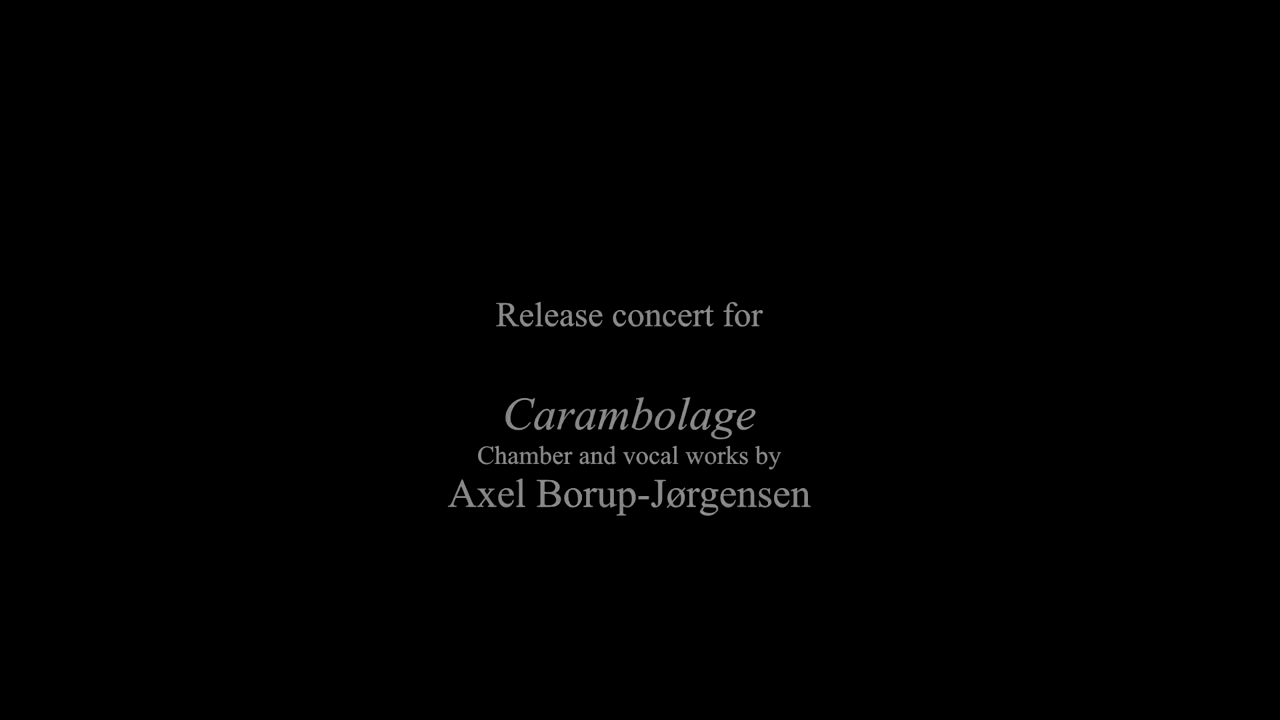 Release concert for
Carambolage
Chamber and vocal works by
Axel Borup-Jørgensen